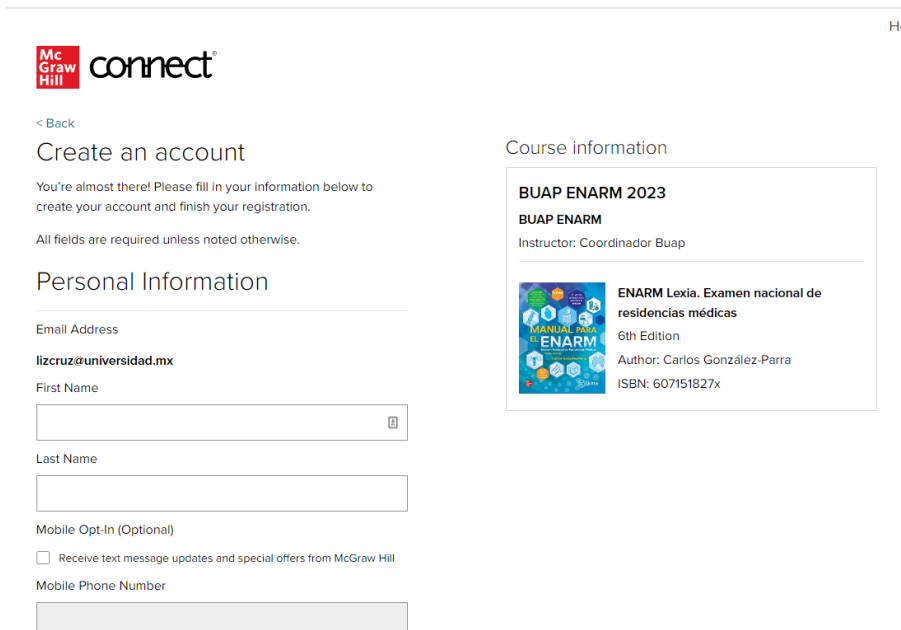 Mc
Graw
Hill
connect
< Back
Create an account
You're almost there! Please fill in your information below to
create your account and finish your registration.
All fields are required unless noted otherwise.
Personal Information
Email Address
lizcruz@universidad.mx
First Name
Last Name
Mobile Opt-In (Optional)
Receive text message updates and special offers from McGraw Hill
Mobile Phone Number
Course information
BUAP ENARM 2023
BUAP ENARM
Instructor: Coordinador Buap
MANUAL PARA
EL ENARM
ENARM Lexia. Examen nacional de
residencias médicas
6th Edition
Author: Carlos González-Parra
ISBN: 607151827x